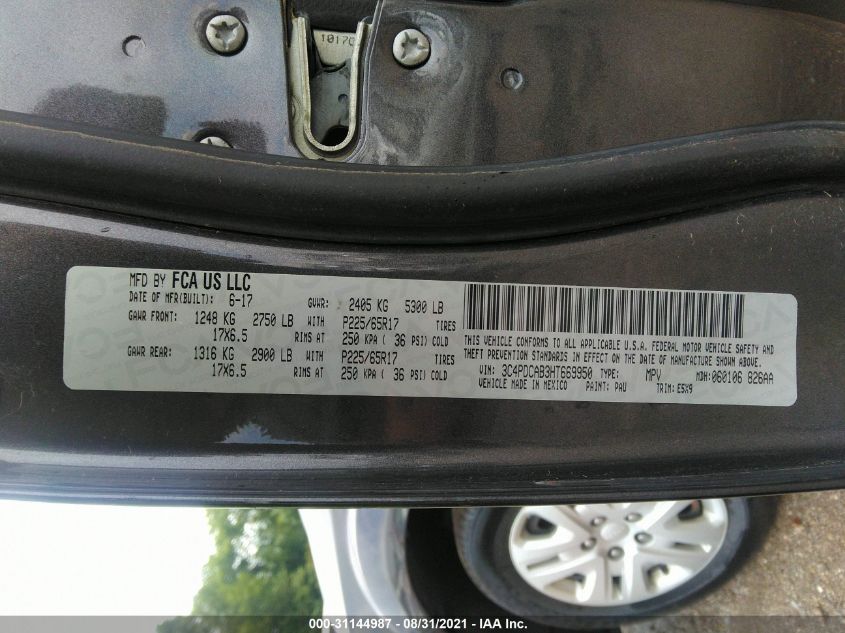 1017C
MFD BY FCA US LLC
DATE OF MFR(BUILT): 6-17 GVWR: 2405 KG 5300 LB
GAWR FRONT: 1248 KG 2750 LB WITH P225/65R17 TIRES
17X6.5 RIMS AT 250 KPA ( 36 PSI) COLD
GAWR REAR: 1316 KG 2900 LB WITH P225/65R17 TIRES
17X6.5 RIMS AT 250 KPA ( 36 PSI) COLD
THIS VEHICLE CONFORMS TO ALL APPLICABLE U.S.A. FEDERAL MOTOR VEHICLE SAFETY AND
THEFT PREVENTION STANDARDS IN EFFECT ON THE DATE OF MANUFACTURE SHOWN ABOVE.
VIN: 3C4PDCAB3HT669950 TYPE: MPV MDH:060106 826AA
VEHICLE MADE IN MEXICO PAINT: PAU TRIM: E5X9
000-31144987 - 08/31/2021 - IAA Inc.